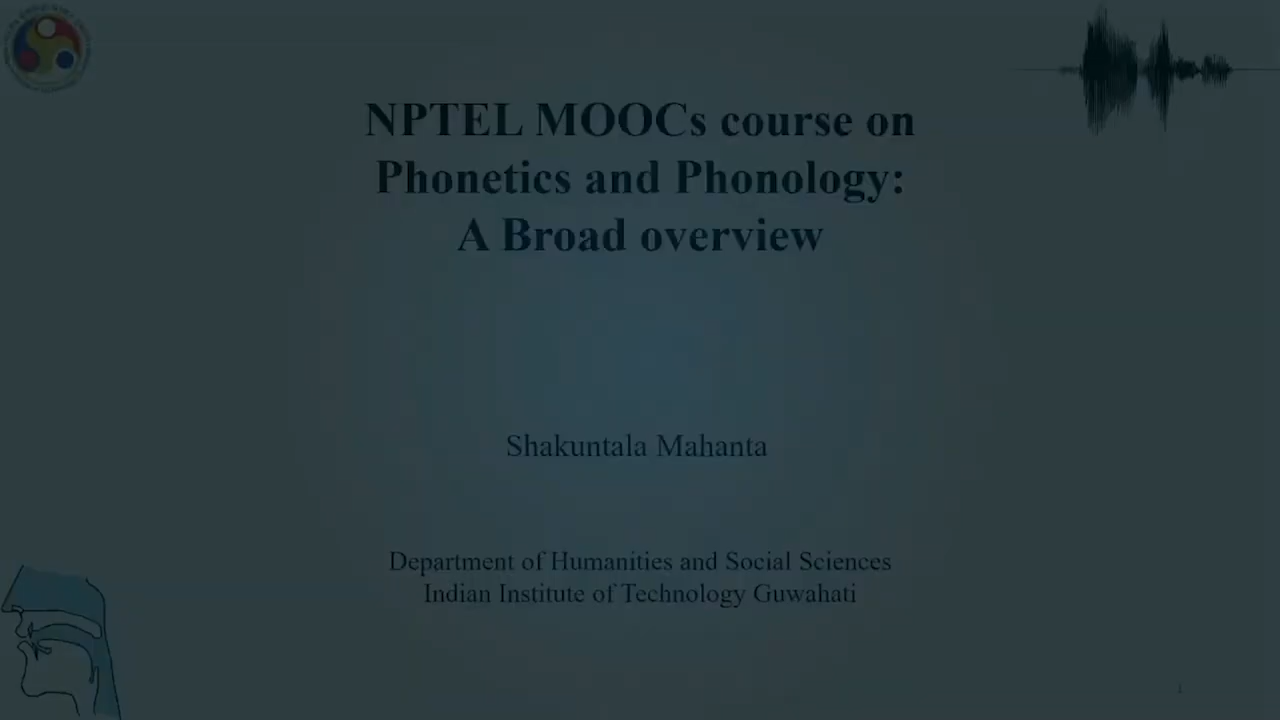 NPTEL MOOCs course on
Phonetics and Phonology:
A Broad overview
Shakuntala Mahanta
Department of Humanities and Social Sciences
Indian Institute of Technology Guwahati
1